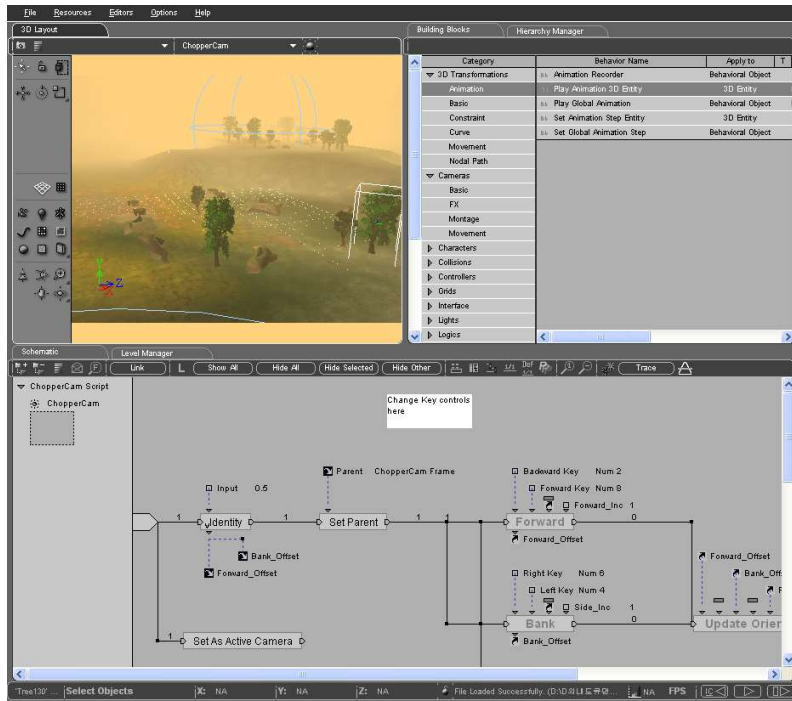 File Resources Editors Options Help
3D Layout
Building Blocks Hierarchy Manager
ChopperCam
Category Behavior Name Apply to T
3D Transformations Animation Recorder Behavioral Object
Animation Play Animation 3D Entity 3D Entity
Basic Play Global Animation Behavioral Object
Constraint Set Animation Step Entity 3D Entity
Curve Set Global Animation Step Behavioral Object
Movement
Nodal Path
Cameras
Basic
FX
Montage
Movement
Characters
Collisions
Controllers
Grids
Interface
Lights
Logics
Y
Z
Schematic Level Manager
Link L Show All Hide All Hide Selected Hide Other Trace
ChopperCam Script
ChopperCam
Change Key controls
here
Parent ChopperCam Frame
Backward Key Num 2
Input 0.5
Forward Key Num 8
Forward_Inc 1
1 Identity 1 Set Parent 1 1 Forward 0
Forward_Offset
Bank_Offset
Forward_Offset
Forward_Offset
Right Key Num 6
Left Key Num 4
Side_Inc 1
1 Set As Active Camera
Bank 0
Bank_Offset
Update Orien
'Tree130' ... Select Objects X: NA Y: NA Z: NA File Loaded Successfully. NA FPS IC